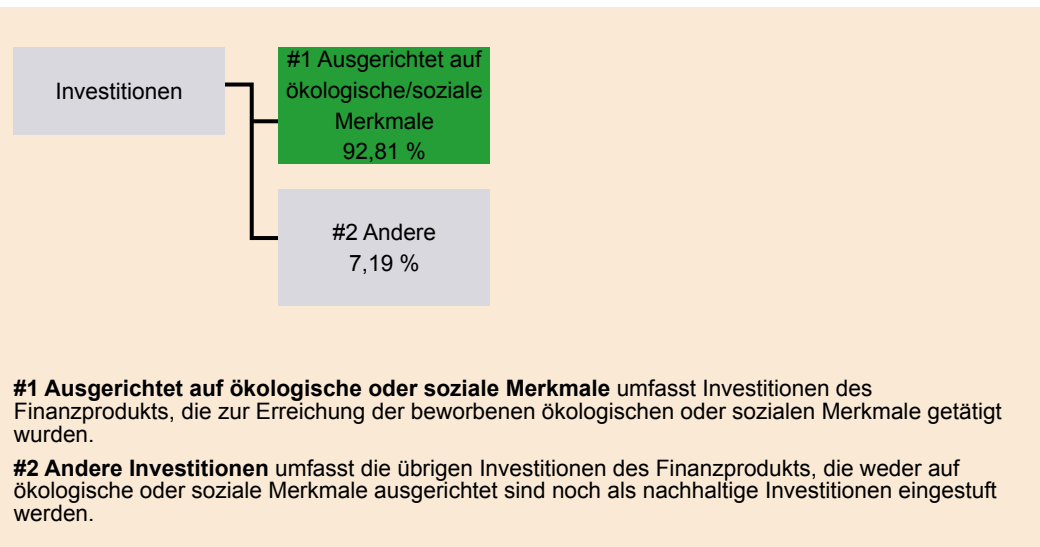 Investitionen
#1 Ausgerichtet auf
ökologische/soziale
Merkmale
92,81 %
#2 Andere
7,19 %
#1 Ausgerichtet auf ökologische oder soziale Merkmale umfasst Investitionen des
Finanzprodukts, die zur Erreichung der beworbenen ökologischen oder sozialen Merkmale getätigt
wurden.
#2 Andere Investitionen umfasst die übrigen Investitionen des Finanzprodukts, die weder auf
ökologische oder soziale Merkmale ausgerichtet sind noch als nachhaltige Investitionen eingestuft
werden.